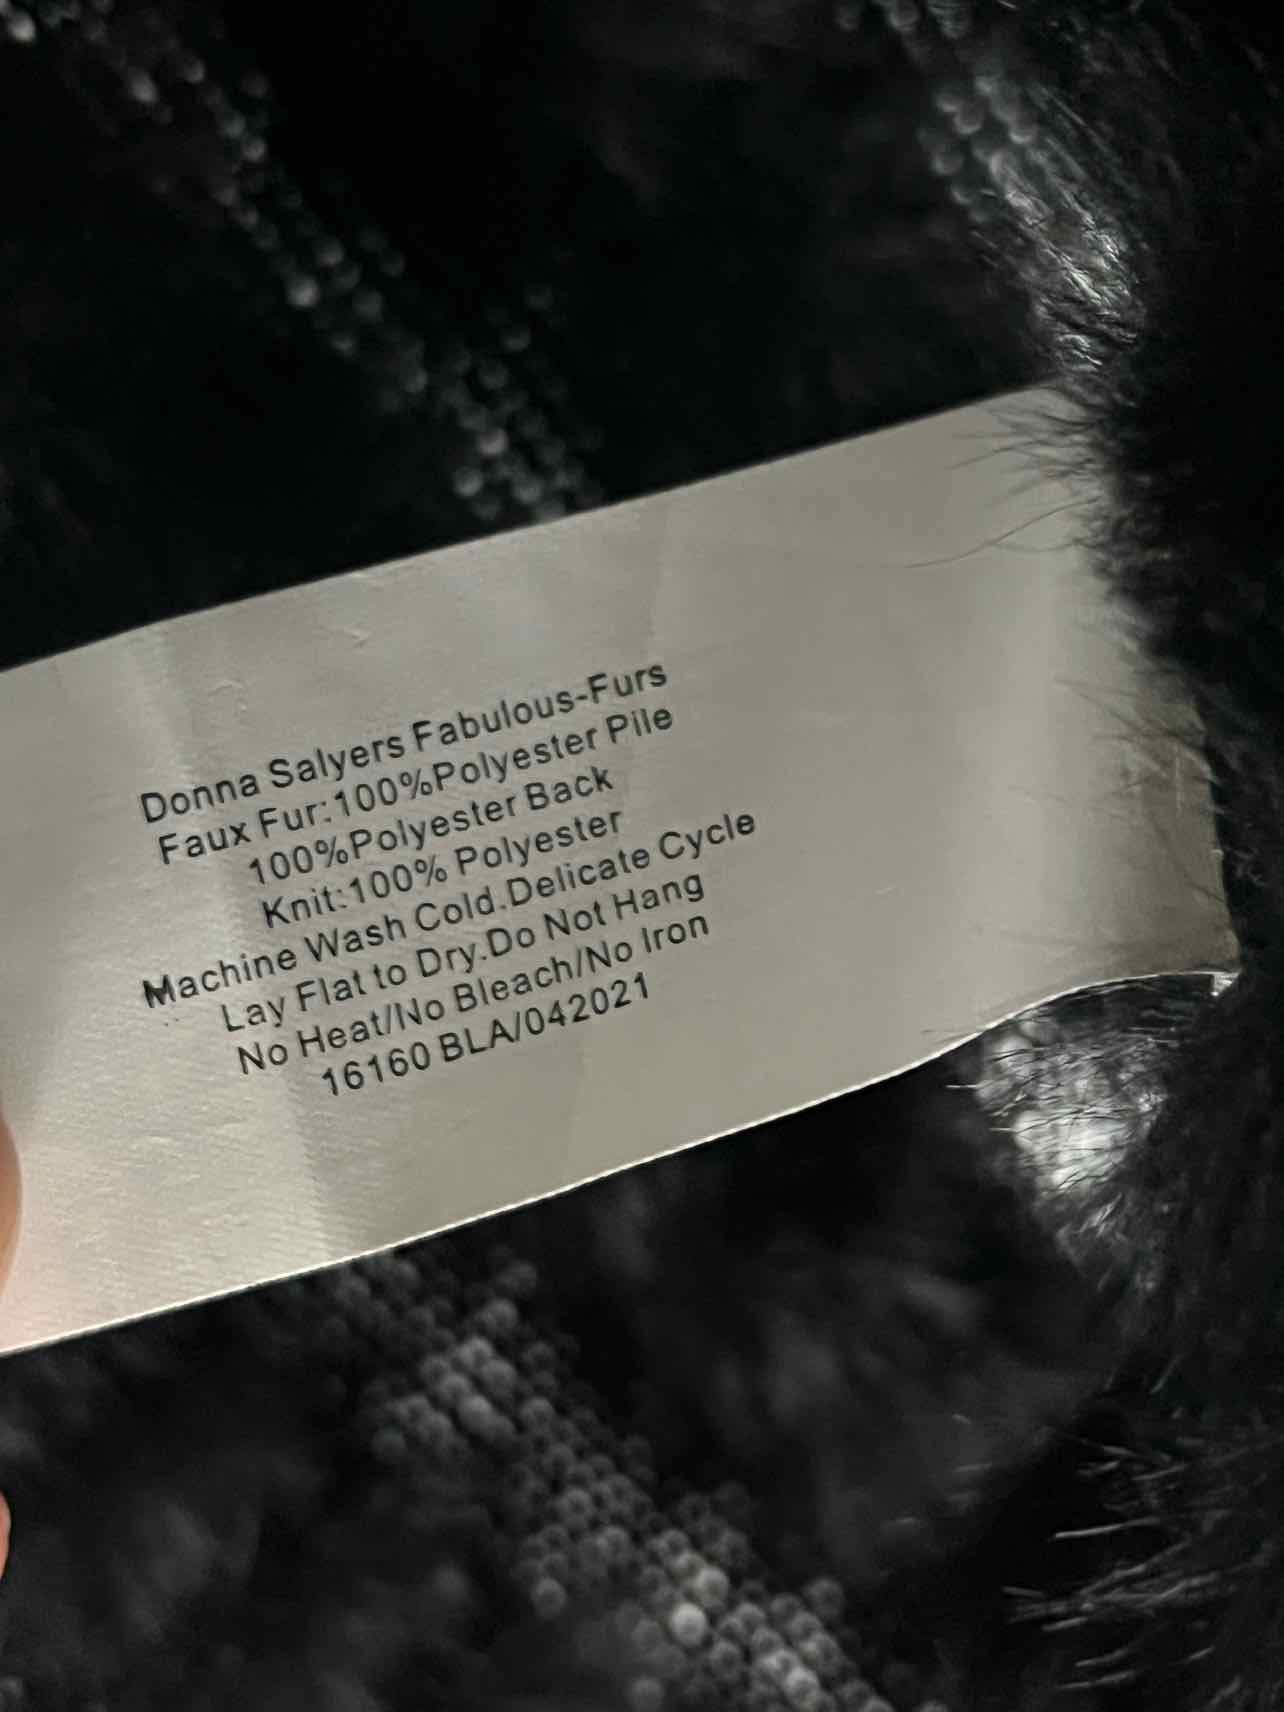 Donna Salyers Fabulous-Furs
Faux Fur:100%Polyester Pile
100%Polyester Back
Knit:100% Polyester
Machine Wash Cold.Delicate Cycle
Lay Flat to Dry.Do Not Hang
No Heat/No Bleach/No Iron
16160 BLA/042021